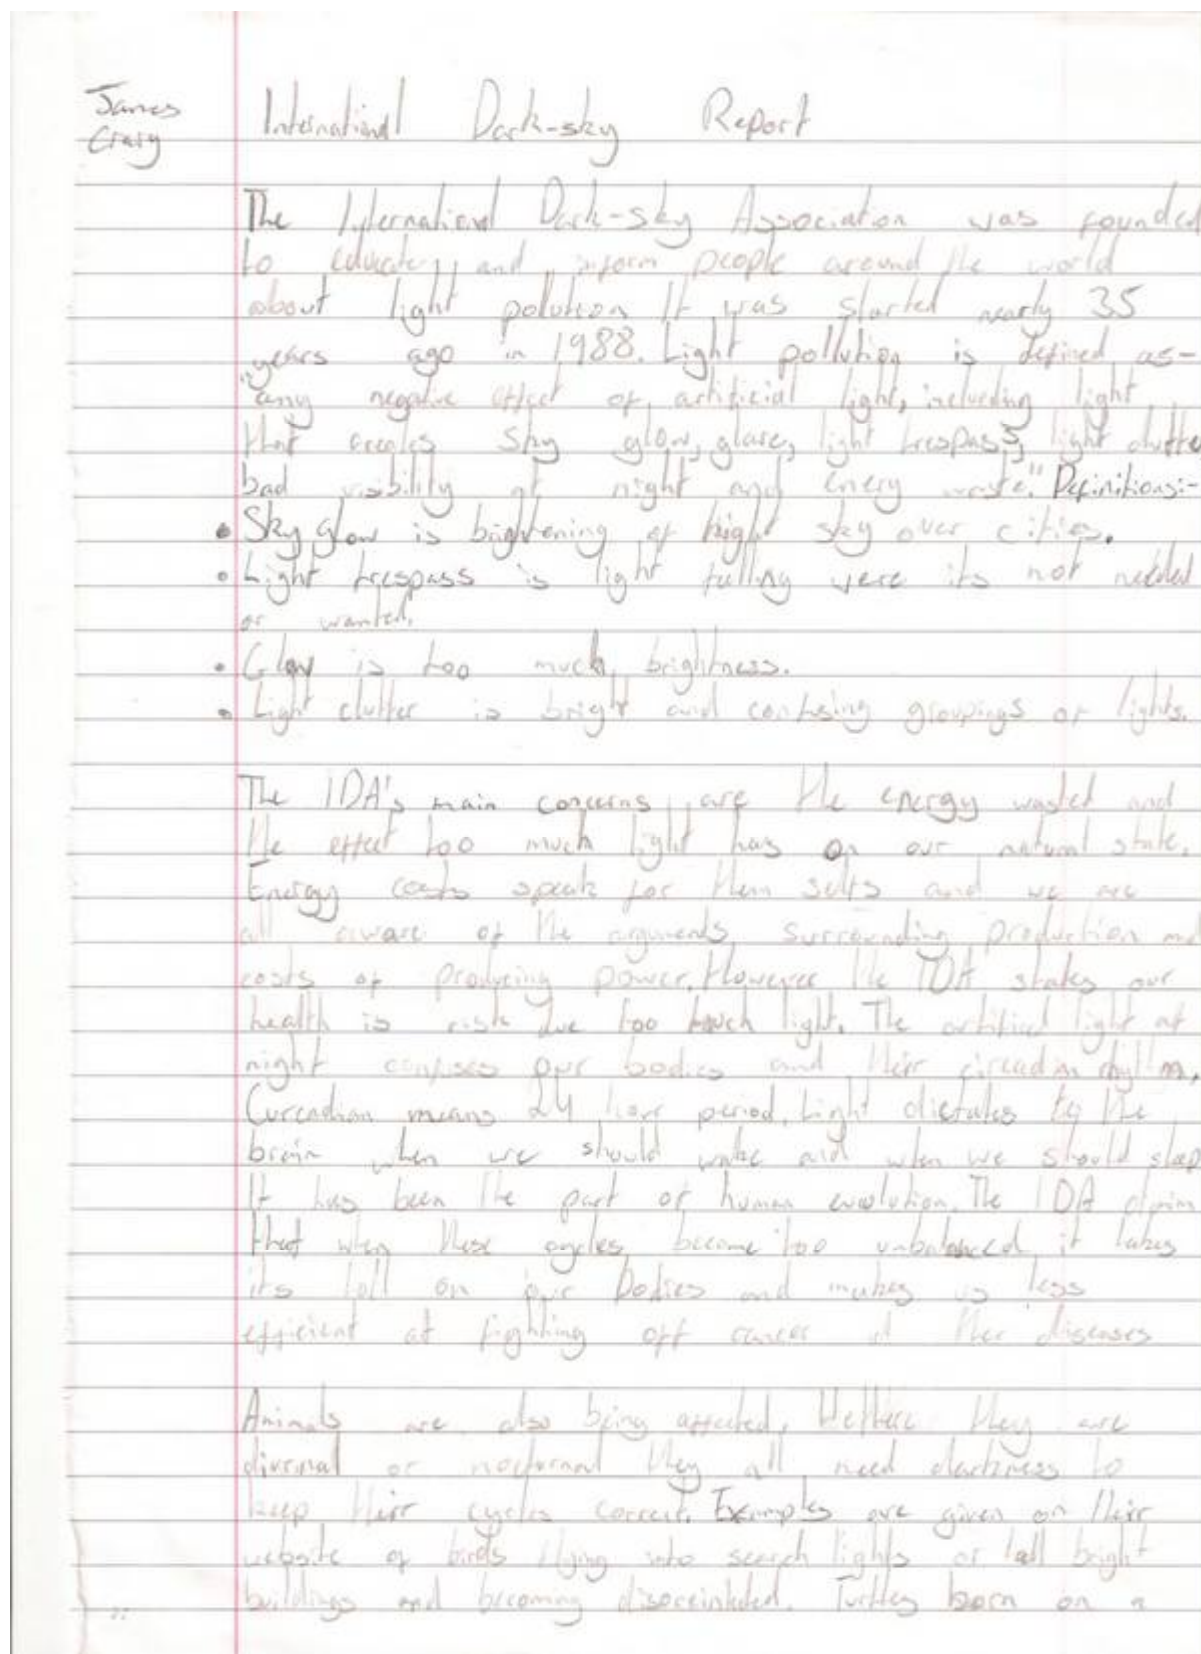 James
Craig
International Dark-sky Report
The International Dark-sky Association was founded
to educate and inform people around the world
about light polution It was started nearly 35
years ago in 1988. Light pollution is defined as-
"any negative effect of artificial light, including light
that creates sky glow, glare, light trespass, light clutte
bad visibility at night and enery waste." Definitions:-
• Sky glow is brightening of night sky over cities.
• Light trespass is light falling were its not needed
or wanted.
• Glow is too much brightness.
• Light clutter is bright and confusing groupings of lights.
The IDA's main concerns are the energy wasted and
the effect too much light has on our natural state.
Energy costs speak for them selfs and we are
all aware of the arguments surrounding production and
costs of producing power. However the IDA states our
health is risk due too much light. The artificial light at
night confuses our bodies and their circadian rhythm.
Curcadian means 24 hour period. Light dictates to the
brain when we should wake and when we should sleep
It has been the part of human evolution. The IDA claim
that when these cycles become too unbalanced it takes
its toll on our bodies and makes us less
efficient at fighting off cancer diseases
Animals are also being affected. they are
diurnal or nocturnal they all need darkness to
keep their cycles correct. Examples are given on their
website of birds flying into search lights or tall bright
buildings and becoming Turtles born on a